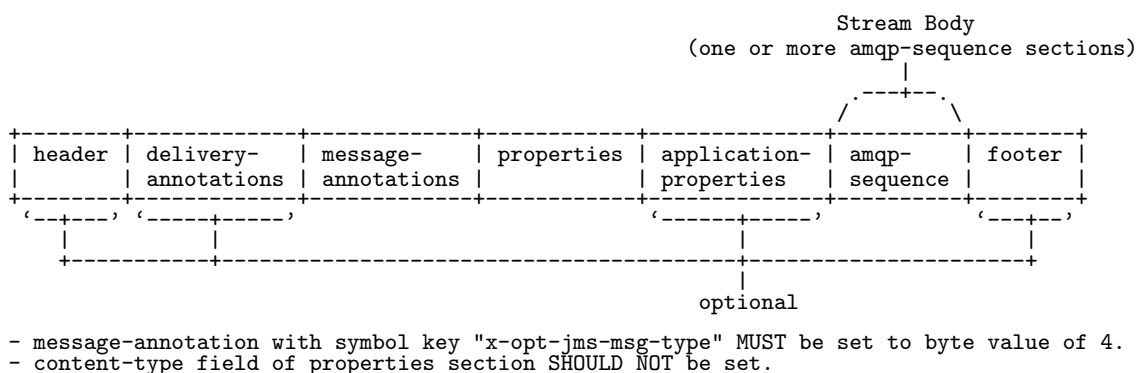 Stream Body
(one or more amqp-sequence sections)
|
.---+--.
/ \
+--------+-------------+-------------+------------+--------------+----------+--------+
| header | delivery- | message- | properties | application- | amqp- | footer |
| | annotations | annotations | | properties | sequence | |
+--------+-------------+-------------+------------+--------------+----------+--------+
‘--+---’ ‘-----+-----’ ‘------+-----’ ‘---+--’
| | | |
+-----------+---------------------------------------+---------------------+
|
optional
- message-annotation with symbol key "x-opt-jms-msg-type" MUST be set to byte value of 4.
- content-type field of properties section SHOULD NOT be set.